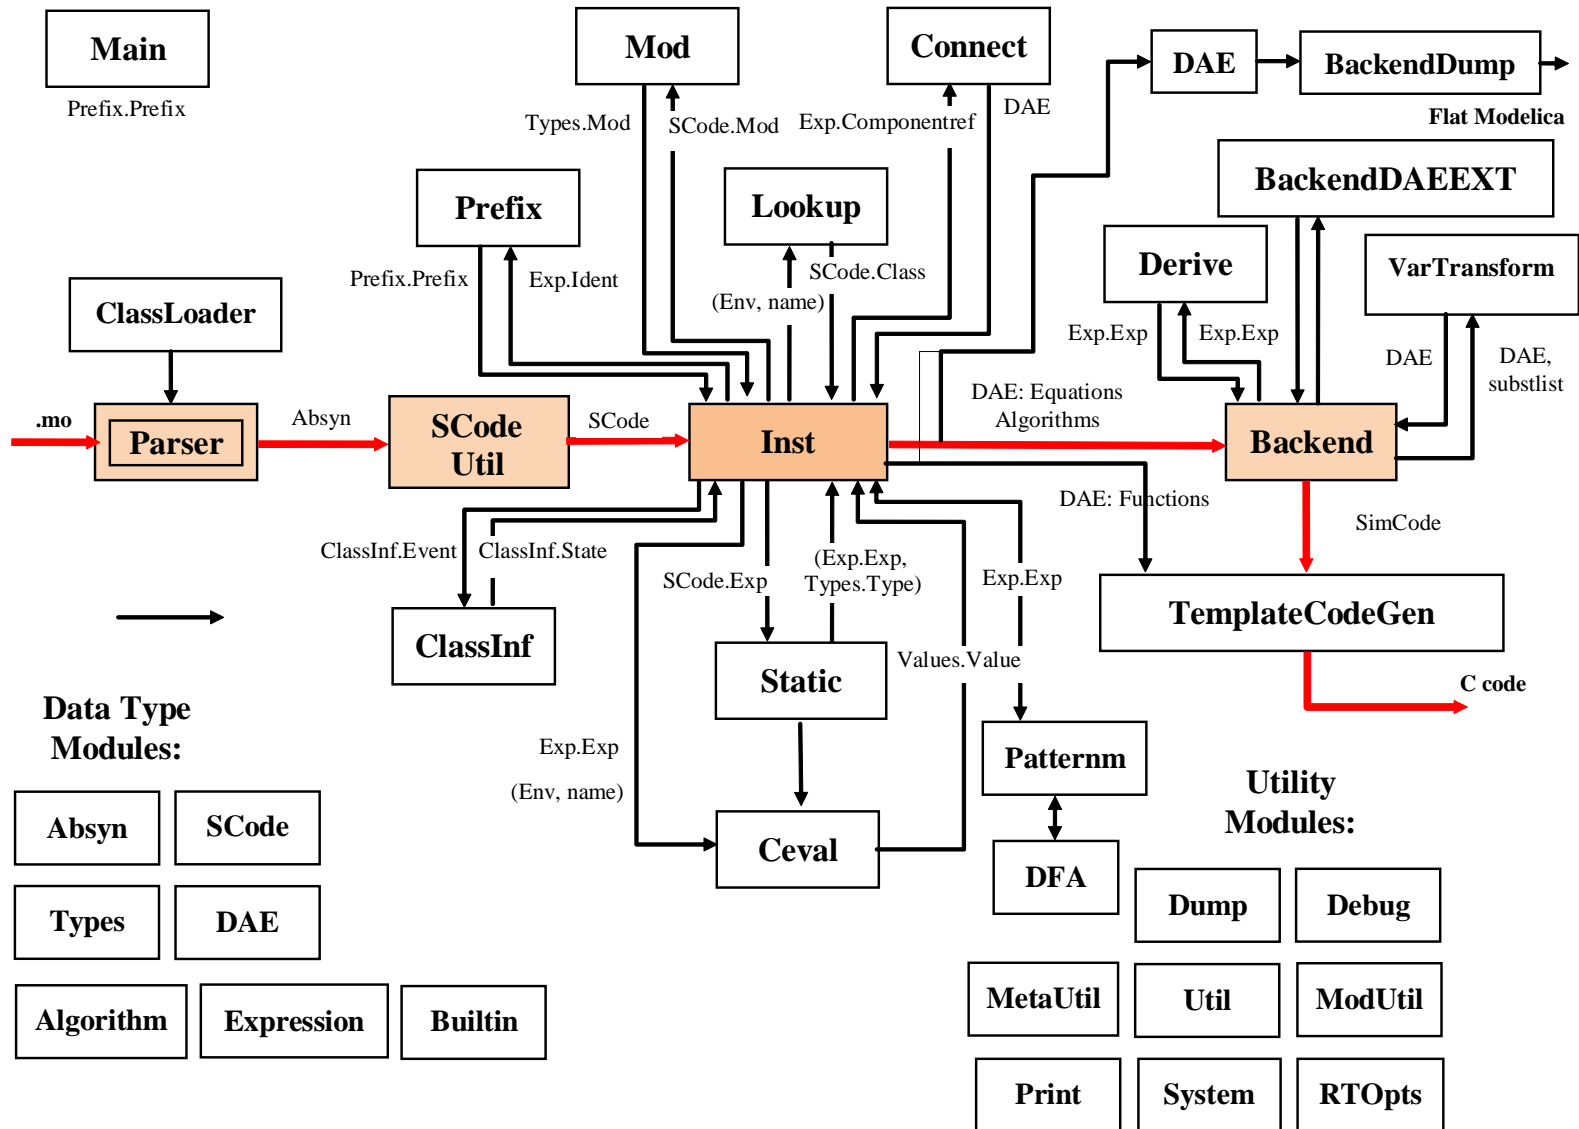 Main
Prefix.Prefix
Mod
Connect
DAE
BackendDump
Flat Modelica
Types.Mod
SCode.Mod
Exp.Componentref
DAE
Prefix
Lookup
BackendDAEEXT
Derive
VarTransform
Prefix.Prefix
Exp.Ident
(Env, name)
SCode.Class
Exp.Exp
Exp.Exp
DAE
DAE,
substlist
ClassLoader
.mo
Parser
Absyn
SCode
Util
SCode
Inst
DAE: Equations
Algorithms
Backend
DAE: Functions
SimCode
ClassInf.Event
ClassInf.State
SCode.Exp
(Exp.Exp,
Types.Type)
Exp.Exp
TemplateCodeGen
ClassInf
Static
Values.Value
C code
Data Type
Modules:
Exp.Exp
(Env, name)
Patternm
Ceval
DFA
Utility
Modules:
Absyn
SCode
Types
DAE
Algorithm
Expression
Builtin
Dump
Debug
MetaUtil
Util
ModUtil
Print
System
RTOpts